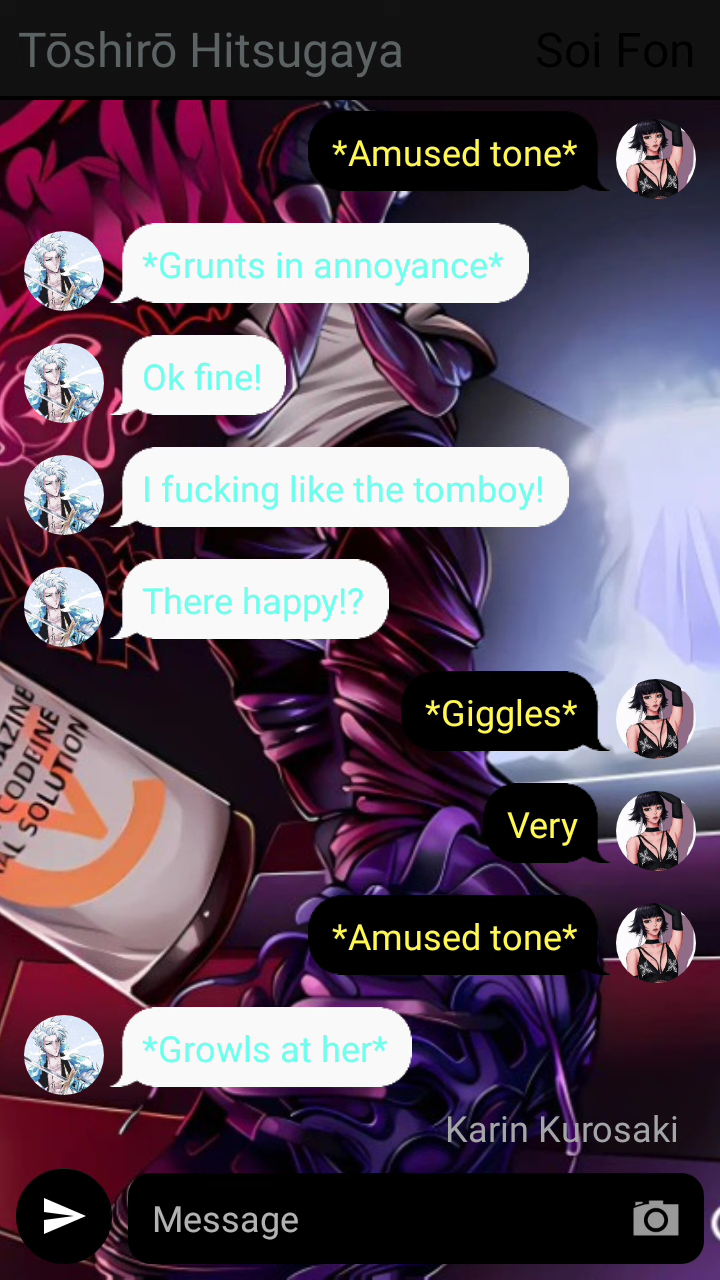 Tōshirō Hitsugaya
Soi Fon
*Amused tone*
*Grunts in annoyance*
Ok fine!
I fucking like the tomboy!
There happy!?
*Giggles*
Very
AZINE
CODEINE
AL SOLUTION
*Amused tone*
*Growls at her*
Karin Kurosaki
Message